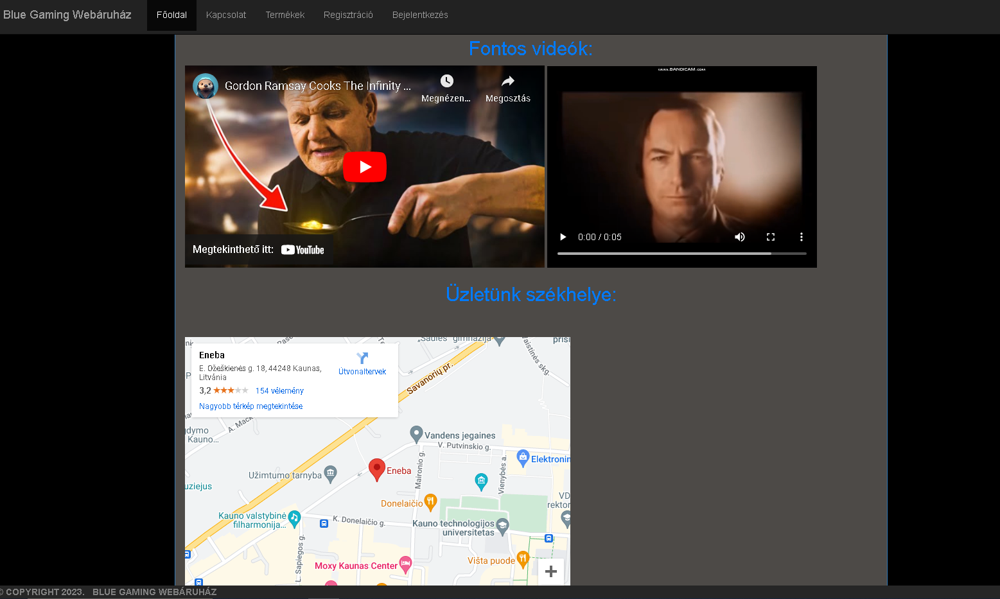 Blue Gaming Webáruház Főoldal Kapcsolat Termékek Regisztráció Bejelentkezés
Fontos videók:
Gordon Ramsay Cooks The Infinity ...
Megnézen...
Megosztás
Megtekinthető itt: YouTube
www.BANDICAM.com
0:00 / 0:05
Üzletünk székhelye:
Eneba
E. Ožeškienės g. 18, 44248 Kaunas,
Litvánia
3,2 154 vélemény
Nagyobb térkép megtekintése
Útvonaltervek
„Saulės" gimnazija
prisi
Vaistinės skg.
Savanorių pr.
A. Mack
gdymo
Kauno...
Vandens jegaines
V. Putvinskio g.
Elektronin
Eneba
Mairono g.
Vienybės a.
Užimtumo tarnyba
uziejus
Donelaičio
VD
rektor
Kauno valstybinė
filharmonija...
K. Donelaičio g.
Kauno technologijos
universitetas
L. Sapiegos g.
Višta puode
Moxy Kaunas Center
+
© COPYRIGHT 2023. BLUE GAMING WEBÁRUHÁZ